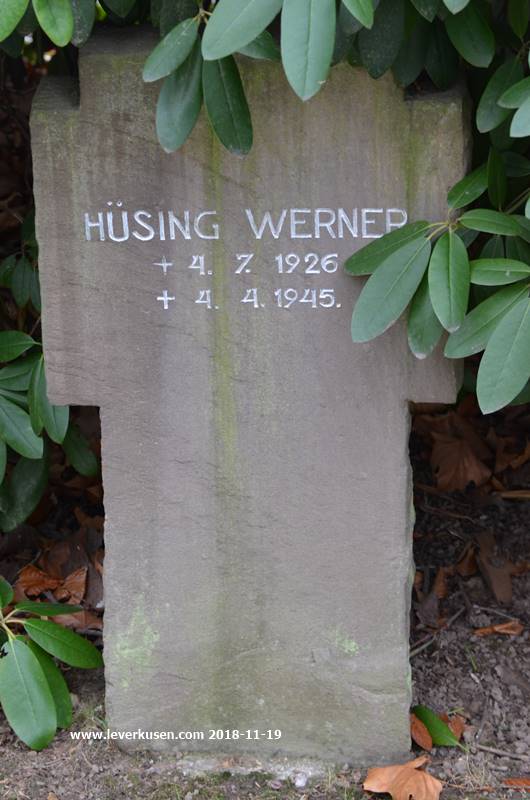 HÜSING WERNER
+ 4. 7. 1926
+ 4. 4. 1945.
www.leverkusen.com 2018-11-19